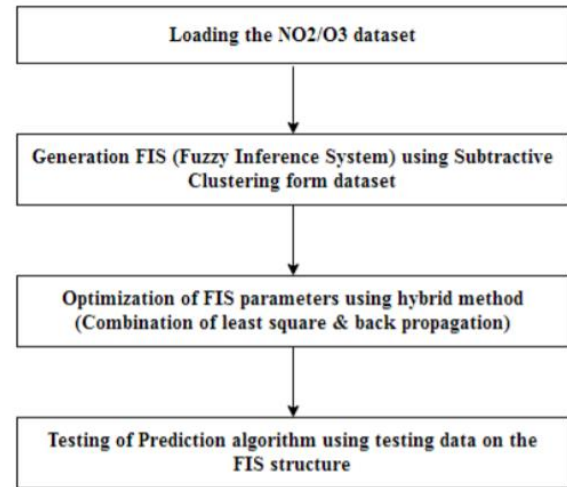 Loading the NO2/O3 dataset
Generation FIS (Fuzzy Inference System) using Subtractive
Clustering form dataset
Optimization of FIS parameters using hybrid method
(Combination of least square & back propagation)
Testing of Prediction algorithm using testing data on the
FIS structure